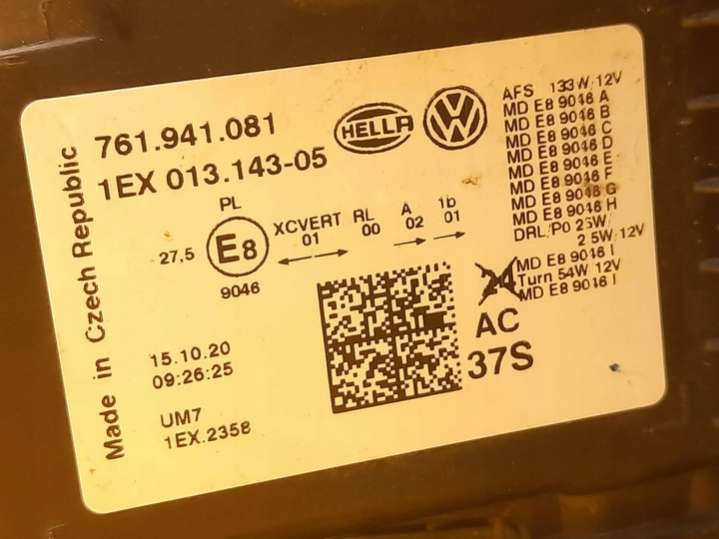 Made in Czech Republic
761.941.081
1EX 013.143-05
HELLA
VW
PL
27,5
E8
9046
XCVERT RL A 1b
01 00 02 01
15.10.20
09:26:25
UM7
1EX.2358
AFS 133W/12V
MD E8 9046 A
MD E8 9046 B
MD E8 9046 C
MD E8 9046 D
MD E8 9046 E
MD E8 9046 F
MD E8 9046 G
MD E8 9046 H
DRL/PO 25W/
2.5W/12V
MD E8 9046 I
Turn 54W 12V
MD E8 9046 I
24
AC
37S